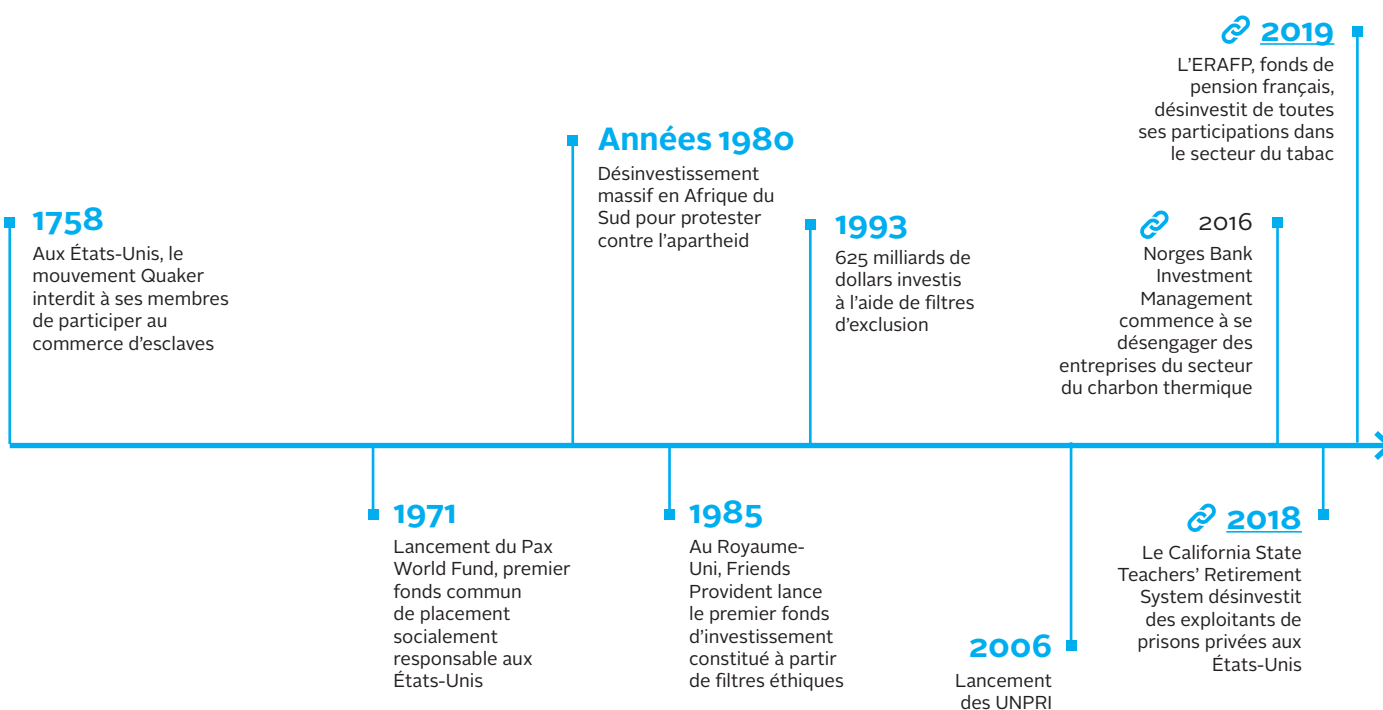 1758
Aux États-Unis, le
mouvement Quaker
interdit à ses membres
de participer au
commerce d’esclaves
1971
Lancement du Pax
World Fund, premier
fonds commun
de placement
socialement
responsable aux
États-Unis
Années 1980
Désinvestissement
massif en Afrique du
Sud pour protester
contre l’apartheid
1985
Au Royaume-
Uni, Friends
Provident lance
le premier fonds
d’investissement
constitué à partir
de filtres éthiques
1993
625 milliards de
dollars investis
à l’aide de filtres
d’exclusion
2006
Lancement
des UNPRI
2016
Norges Bank
Investment
Management
commence à se
désengager des
entreprises du secteur
du charbon thermique
2018
Le California State
Teachers’ Retirement
System désinvestit
des exploitants de
prisons privées aux
États-Unis
2019
L’ERAFP, fonds de
pension français,
désinvestit de toutes
ses participations dans
le secteur du tabac